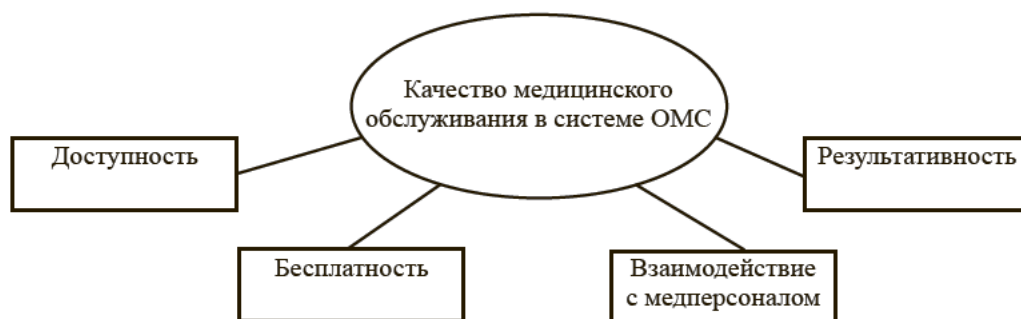 Качество медицинского
обслуживания в системе ОМС
Доступность
Результативность
Бесплатность
Взаимодействие
с медперсоналом